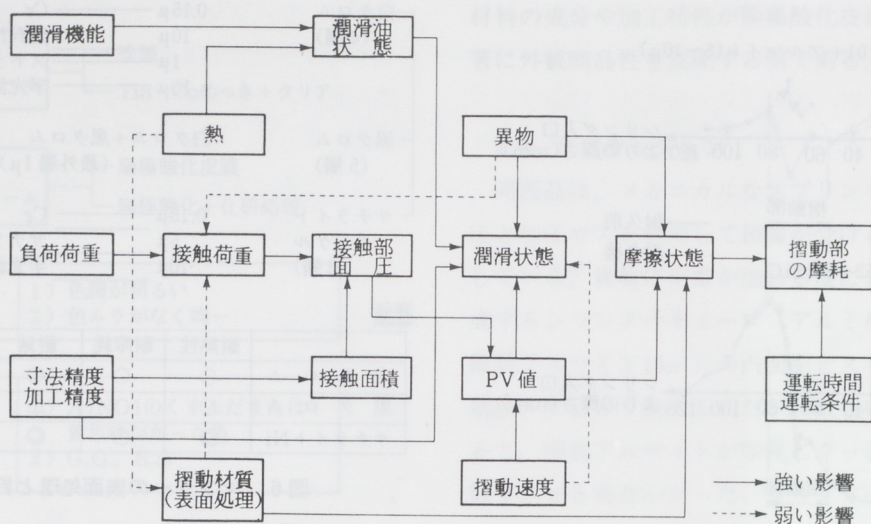 潤滑機能
潤滑油
状 態
熱
異物
負荷荷重
接触荷重
接触部
面 圧
潤滑状態
摩擦状態
摺動部
の摩耗
寸法精度
加工精度
接触面積
PV値
運転時間
運転条件
摺動材質
(表面処理)
摺動速度
強い影響
弱い影響